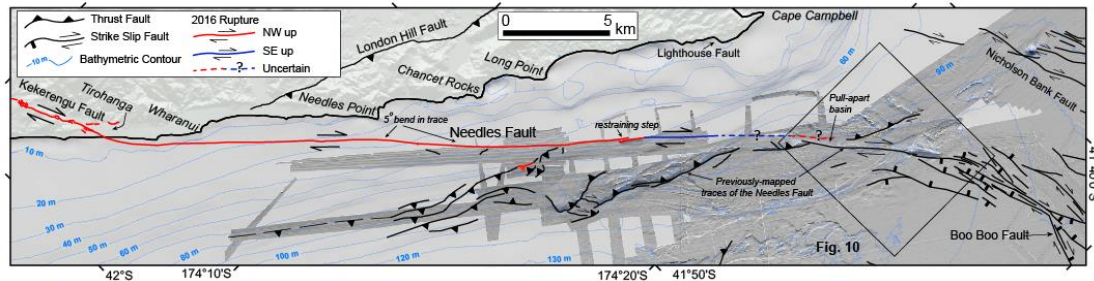 Thrust Fault
Strike Slip Fault
-10 m
Bathymetric Contour
2016 Rupture
NW up
SE up
?
Uncertain
0 5
km
Cape Campbell
London Hill Fault
Lighthouse Fault
Long Point
Chancet Rocks
Needles Point
Tirohanga
Kekerengu Fault
Wharanui
5° bend in trace
Needles Fault
restraining step
?
?
Pull-apart
basin
80 m
90 m
Nicholson Bank Fault
Previously-mapped
traces of the Needles Fault
10 m
20 m
30 m
40 m
50 m
60 m
80 m
100 m
120 m
130 m
Fig. 10
Boo Boo Fault
42°S
174°10'S
174°20'S
41°50'S